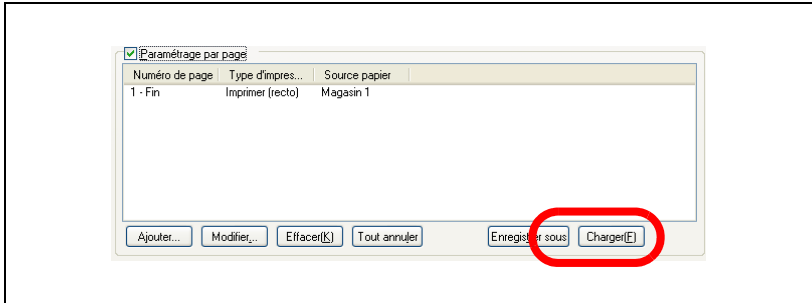 Paramétrage par page
Numéro de page Type d'impres... Source papier
1 - Fin Imprimer (recto) Magasin 1
Ajouter... Modifier... Effacer(K) Tout annuler Enregistrer sous Charger(F)